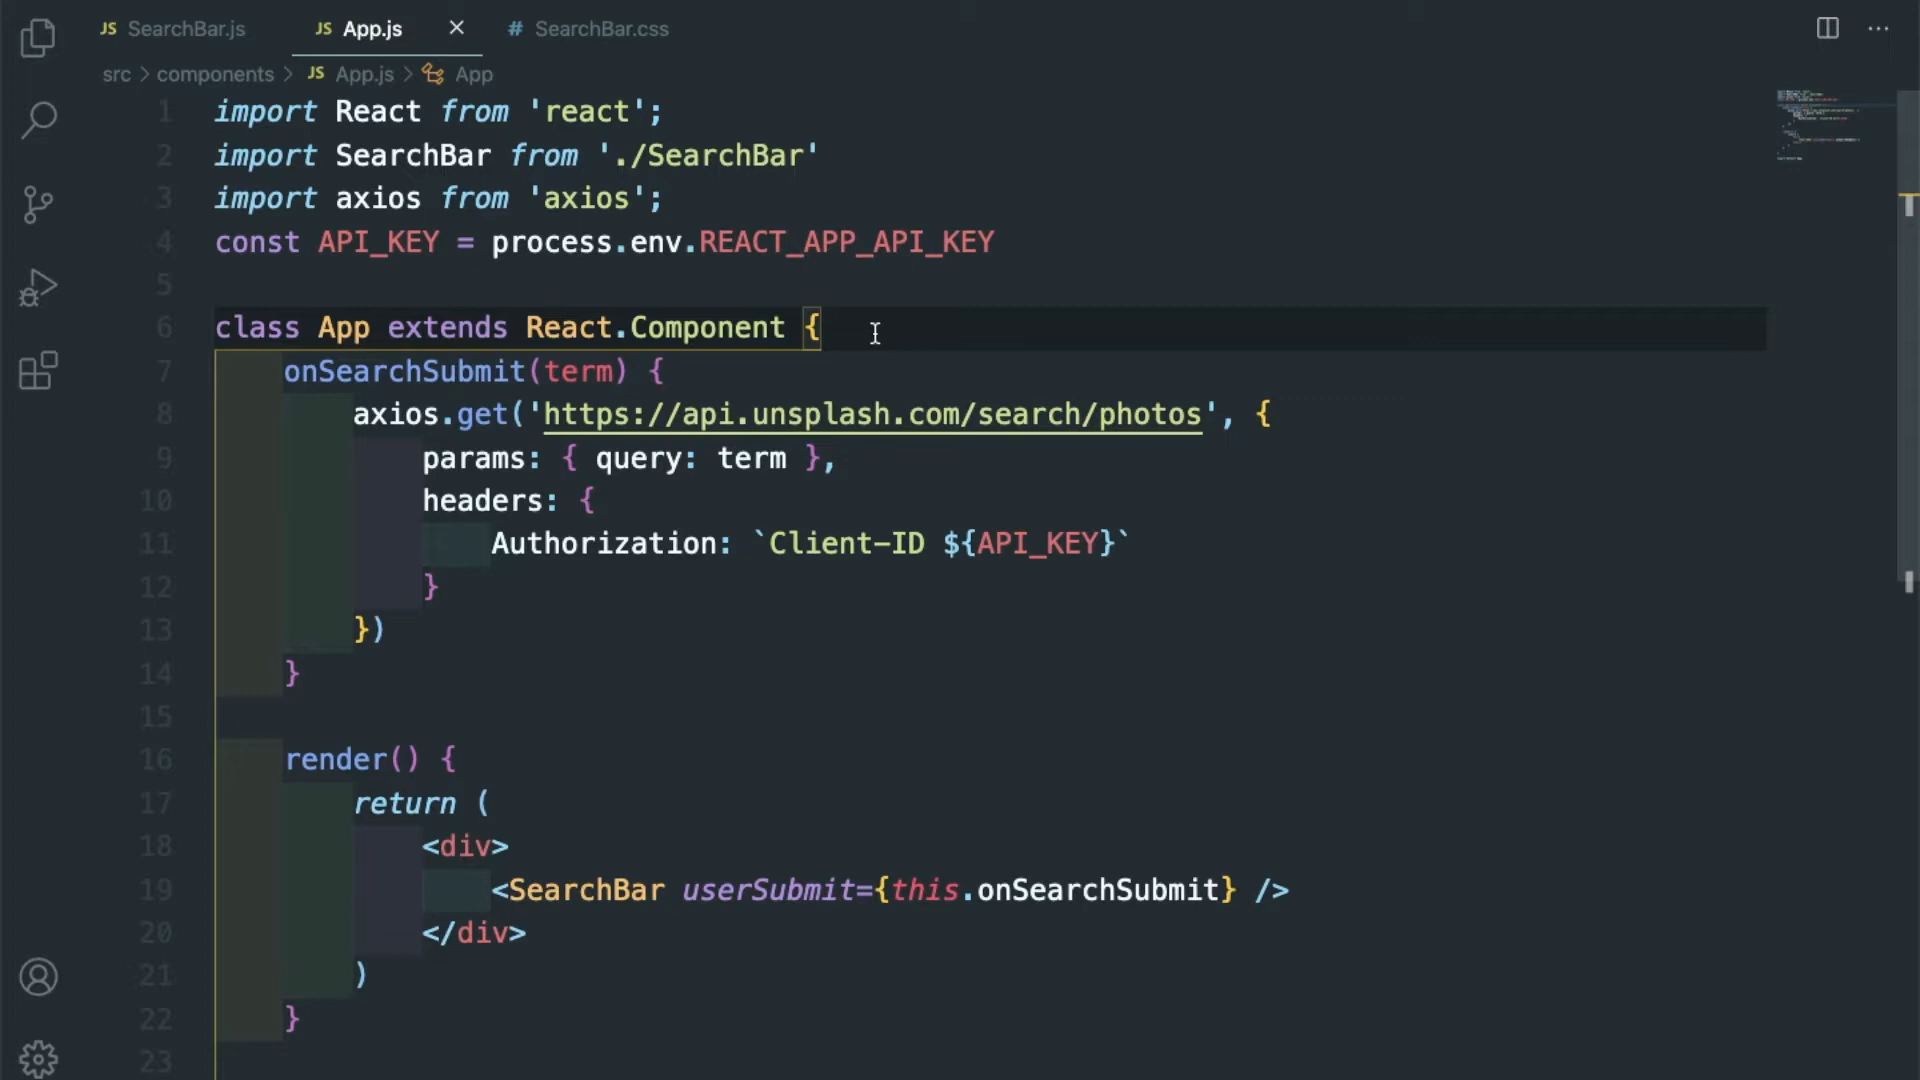 JS SearchBar.js JS App.js × # SearchBar.css ···
src > components > JS App.js > App
1 import React from 'react';
2 import SearchBar from './SearchBar'
3 import axios from 'axios';
4 const API_KEY = process.env.REACT_APP_API_KEY
5
6 class App extends React.Component {
7 onSearchSubmit(term) {
8 axios.get('https://api.unsplash.com/search/photos', {
9 params: { query: term },
10 headers: {
11 Authorization: `Client-ID ${API_KEY}`
12 }
13 })
14 }
15
16 render() {
17 return (
18 <div>
19 <SearchBar userSubmit={this.onSearchSubmit} />
20 </div>
21 )
22 }
23